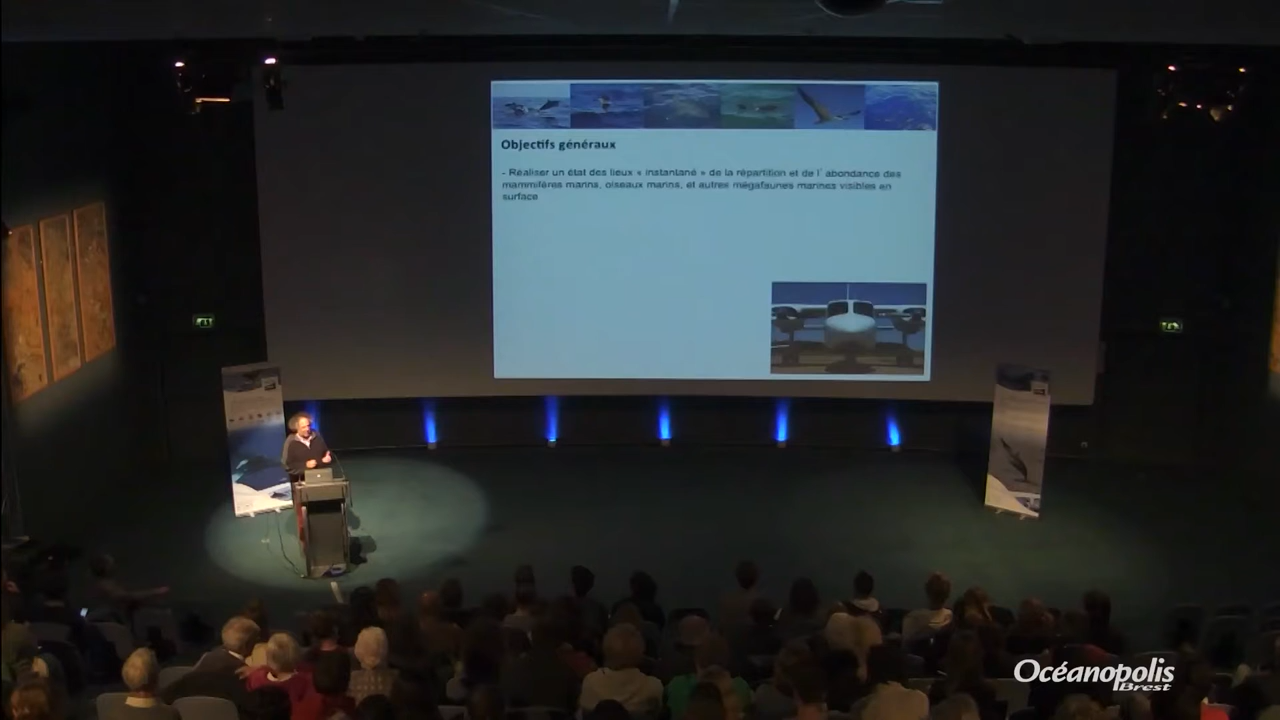 Objectifs généraux
- Réaliser un état des lieux « instantané » de la répartition et de l' abondance des
mammifères marins, oiseaux marins, et autres mégafaunes marines visibles en
surface
Océanopolis
Brest